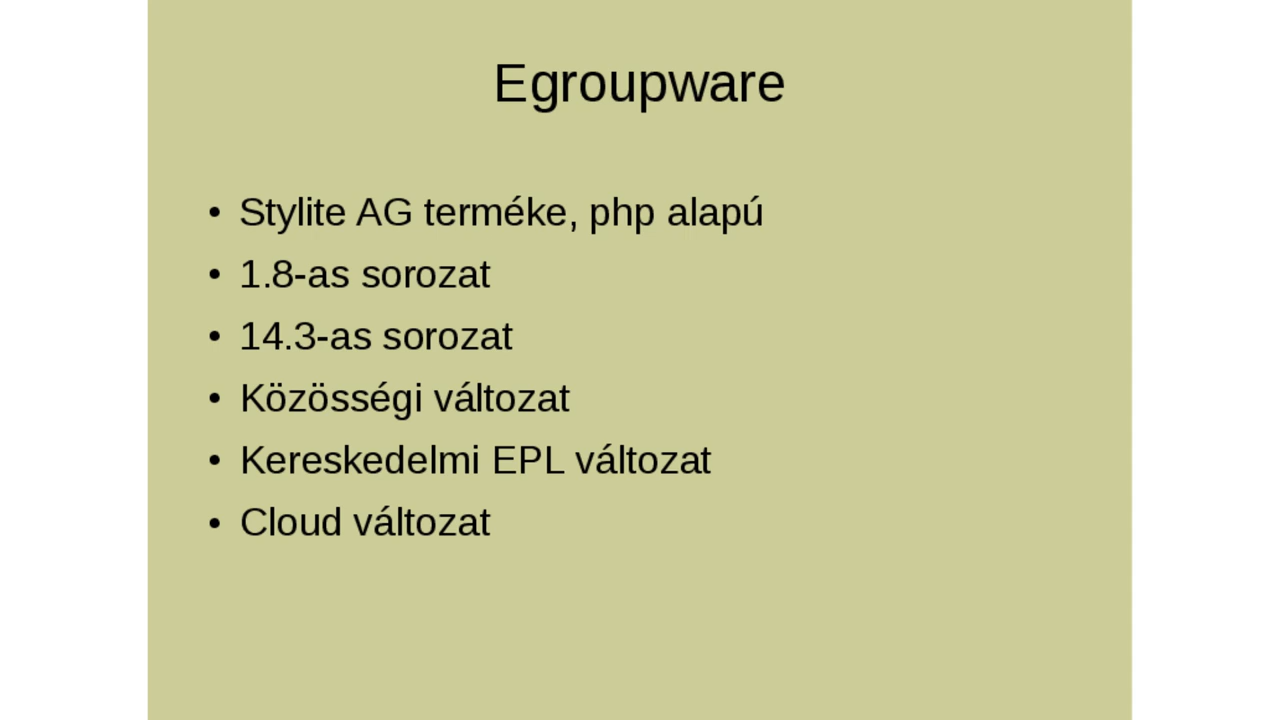 Egroupware
• Stylite AG terméke, php alapú
• 1.8-as sorozat
• 14.3-as sorozat
• Közösségi változat
• Kereskedelmi EPL változat
• Cloud változat